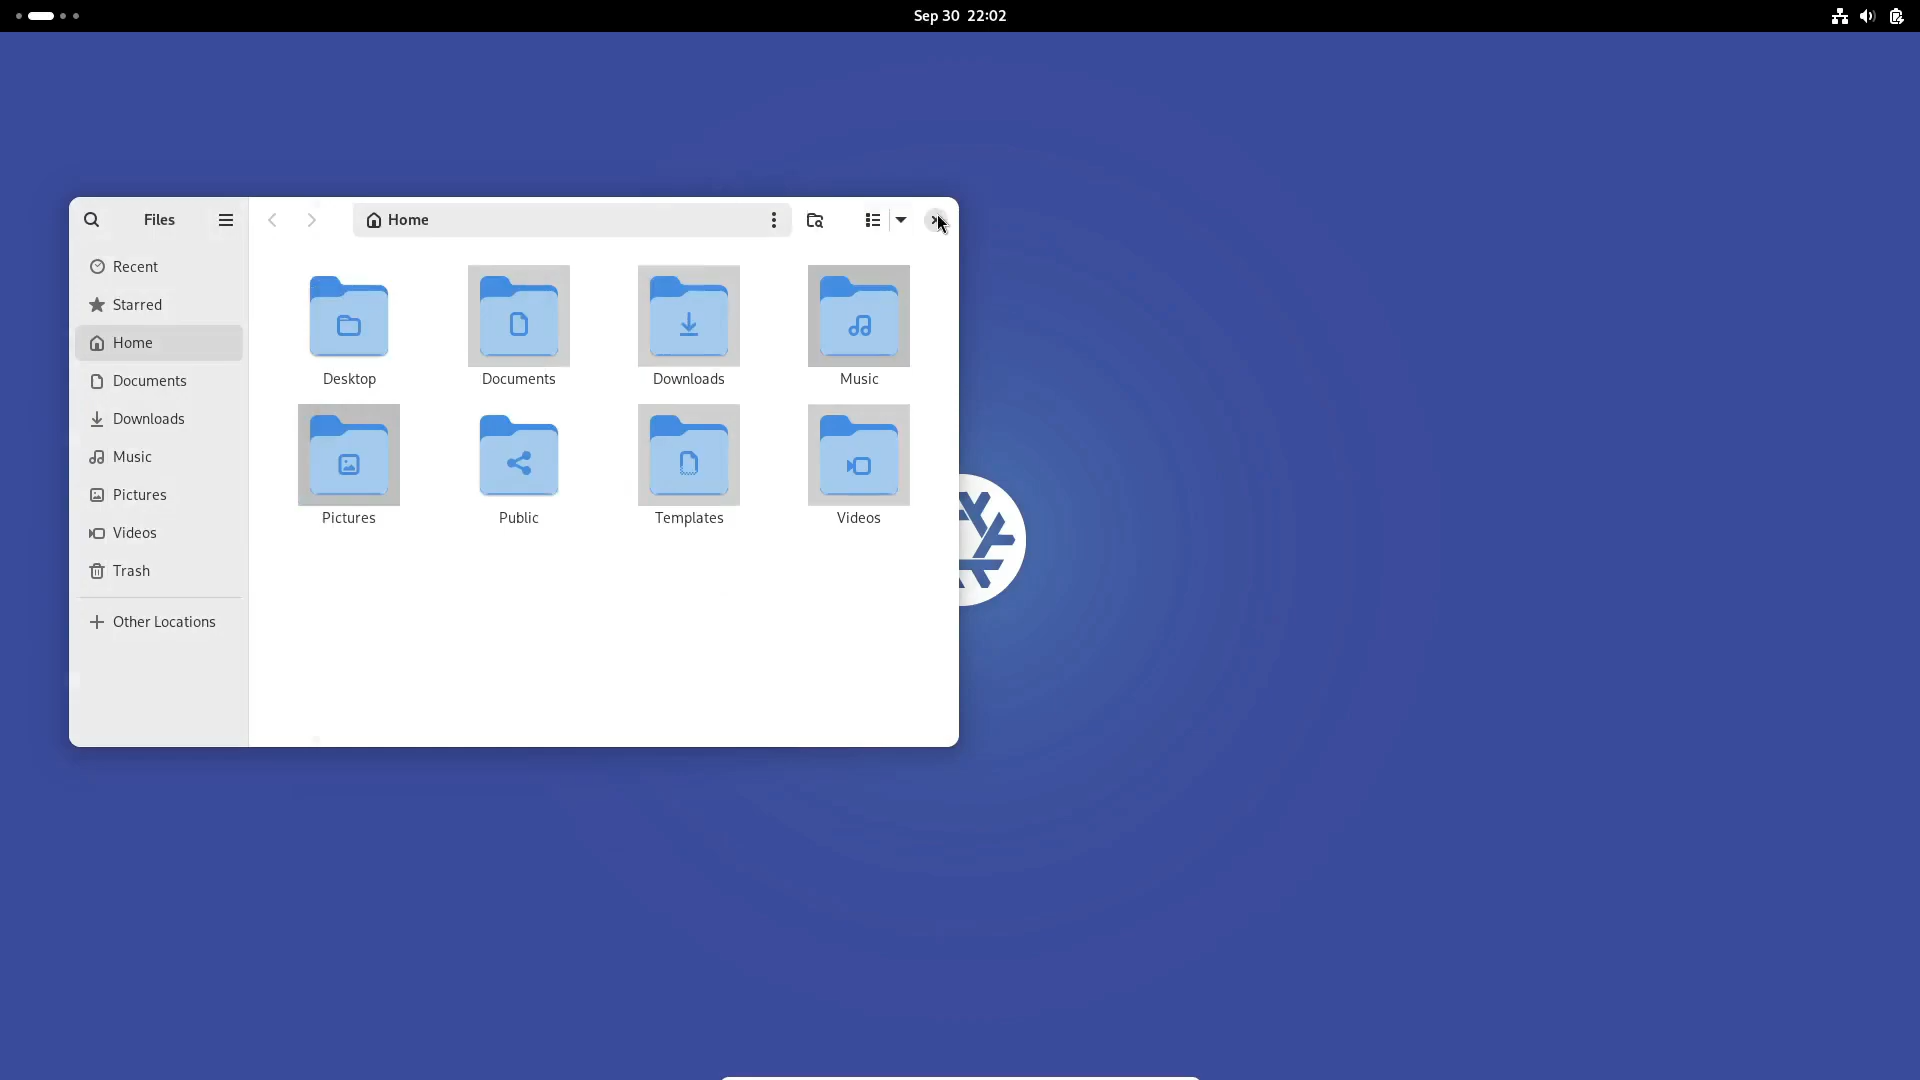 Sep 30 22:02
Files
Home
Recent
Starred
Home
Documents
Downloads
Music
Pictures
Videos
Trash
Other Locations
Desktop
Documents
Downloads
Music
Pictures
Public
Templates
Videos